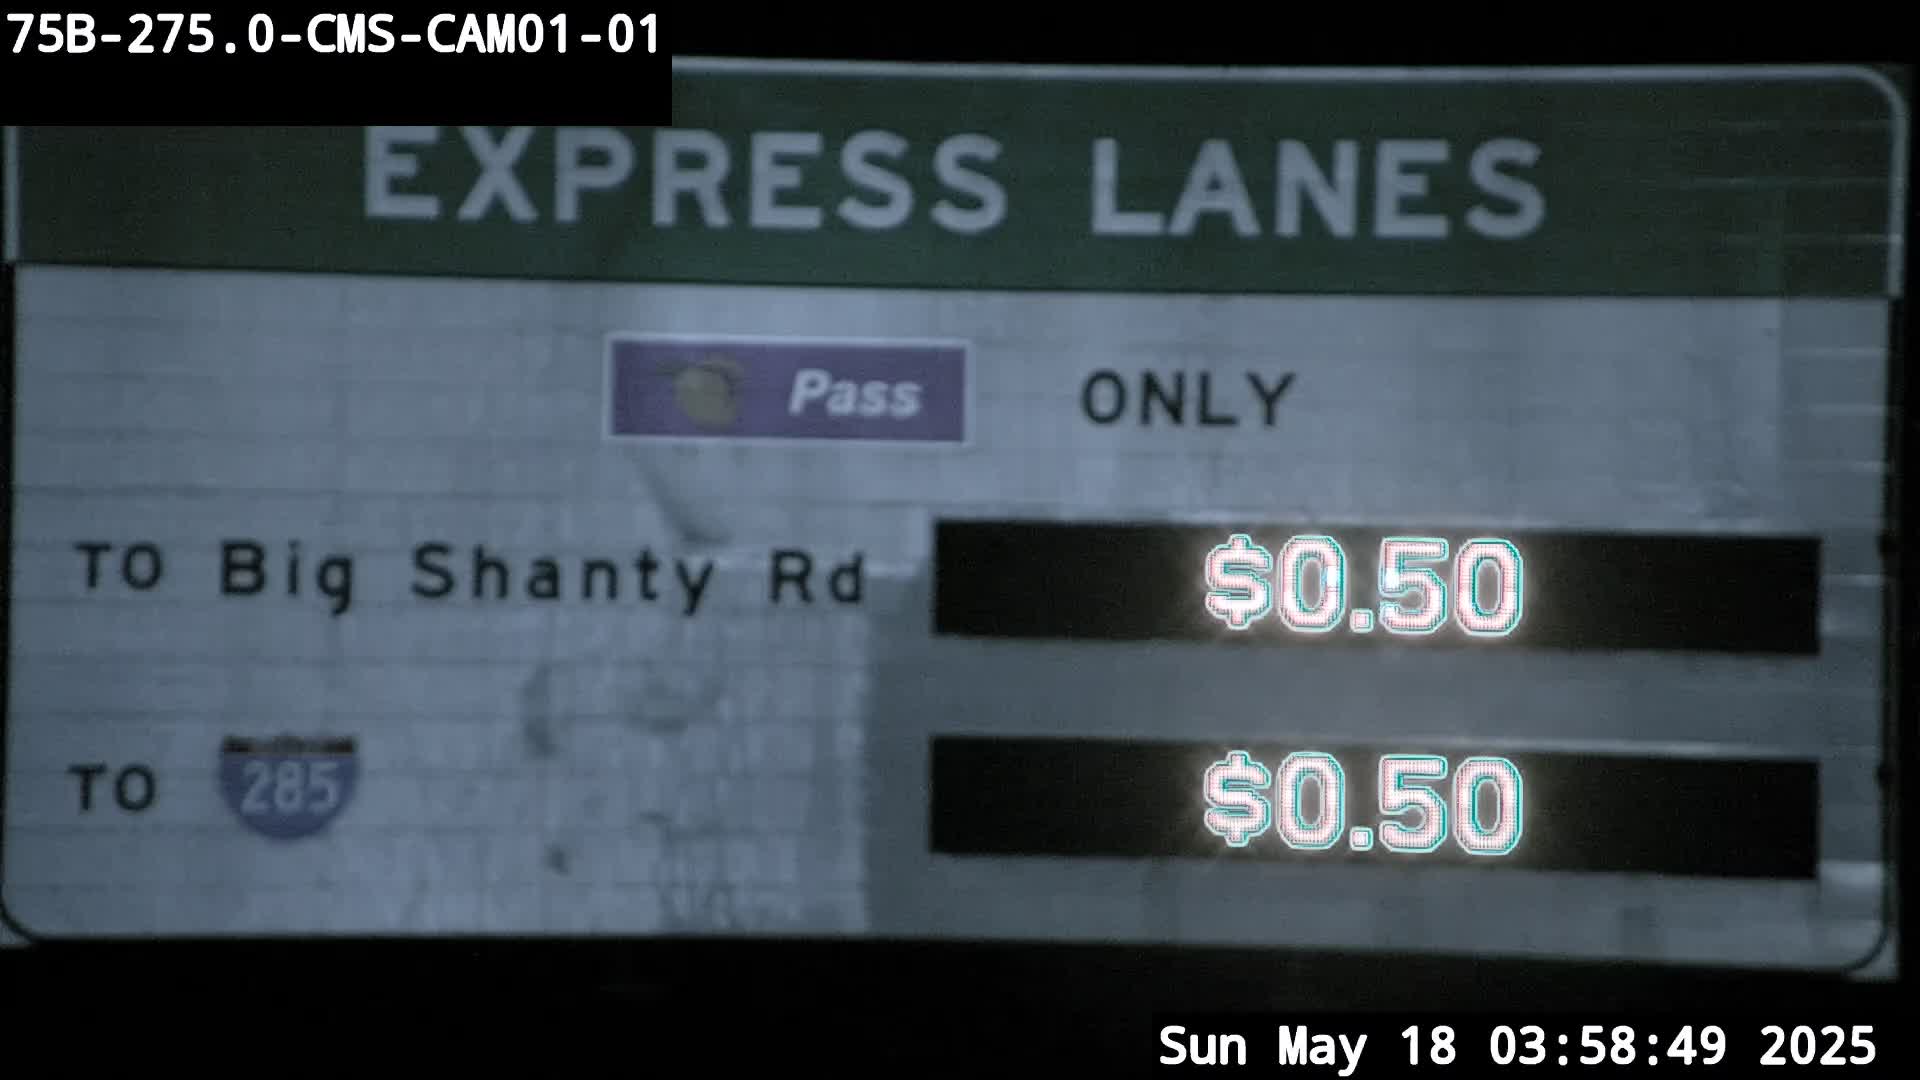 75B-275.0-CMS-CAM01-01
EXPRESS LANES
Pass ONLY
TO Big Shanty Rd $0.50
TO 285 $0.50
Sun May 18 03:58:49 2025